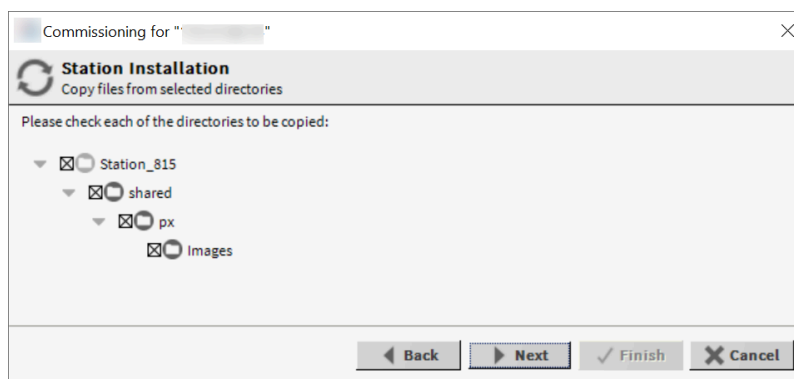 Commissioning for " "
Station Installation
Copy files from selected directories
Please check each of the directories to be copied:
Station_815
shared
px
Images
Back Next Finish Cancel